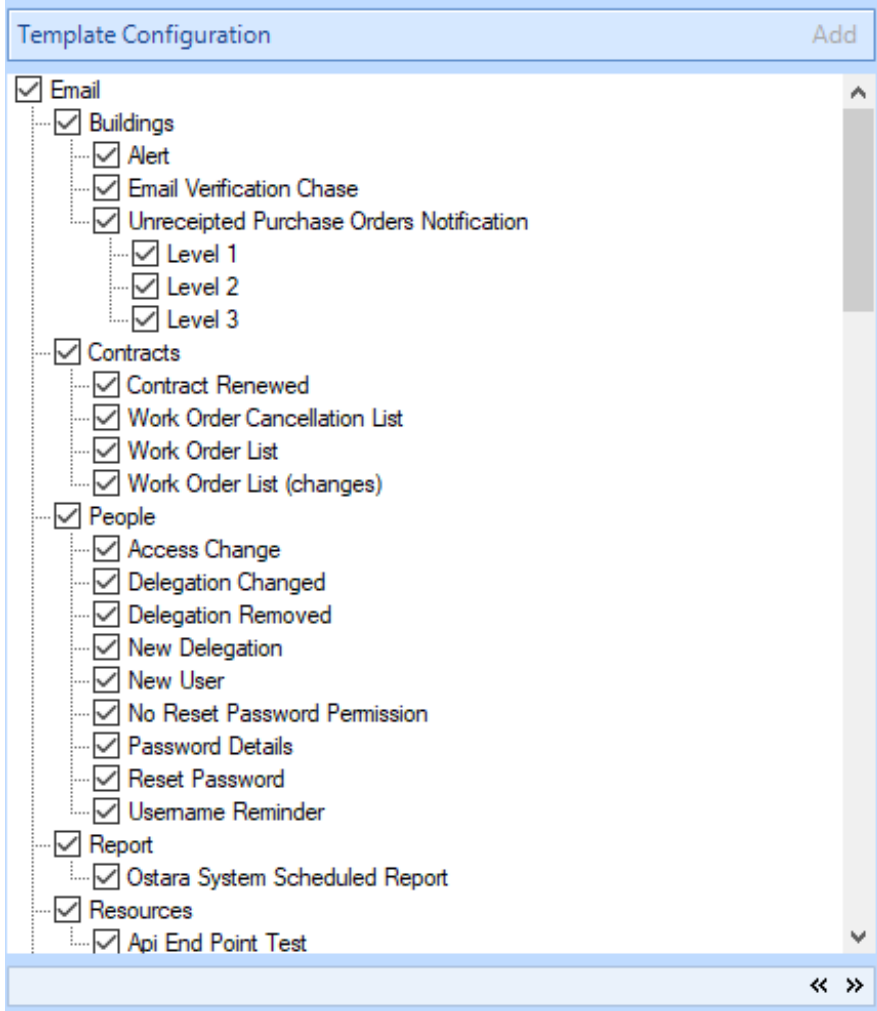 Template Configuration Add
Email
Buildings
Alert
Email Verification Chase
Unreceipted Purchase Orders Notification
Level 1
Level 2
Level 3
Contracts
Contract Renewed
Work Order Cancellation List
Work Order List
Work Order List (changes)
People
Access Change
Delegation Changed
Delegation Removed
New Delegation
New User
No Reset Password Permission
Password Details
Reset Password
Username Reminder
Report
Ostara System Scheduled Report
Resources
Api End Point Test